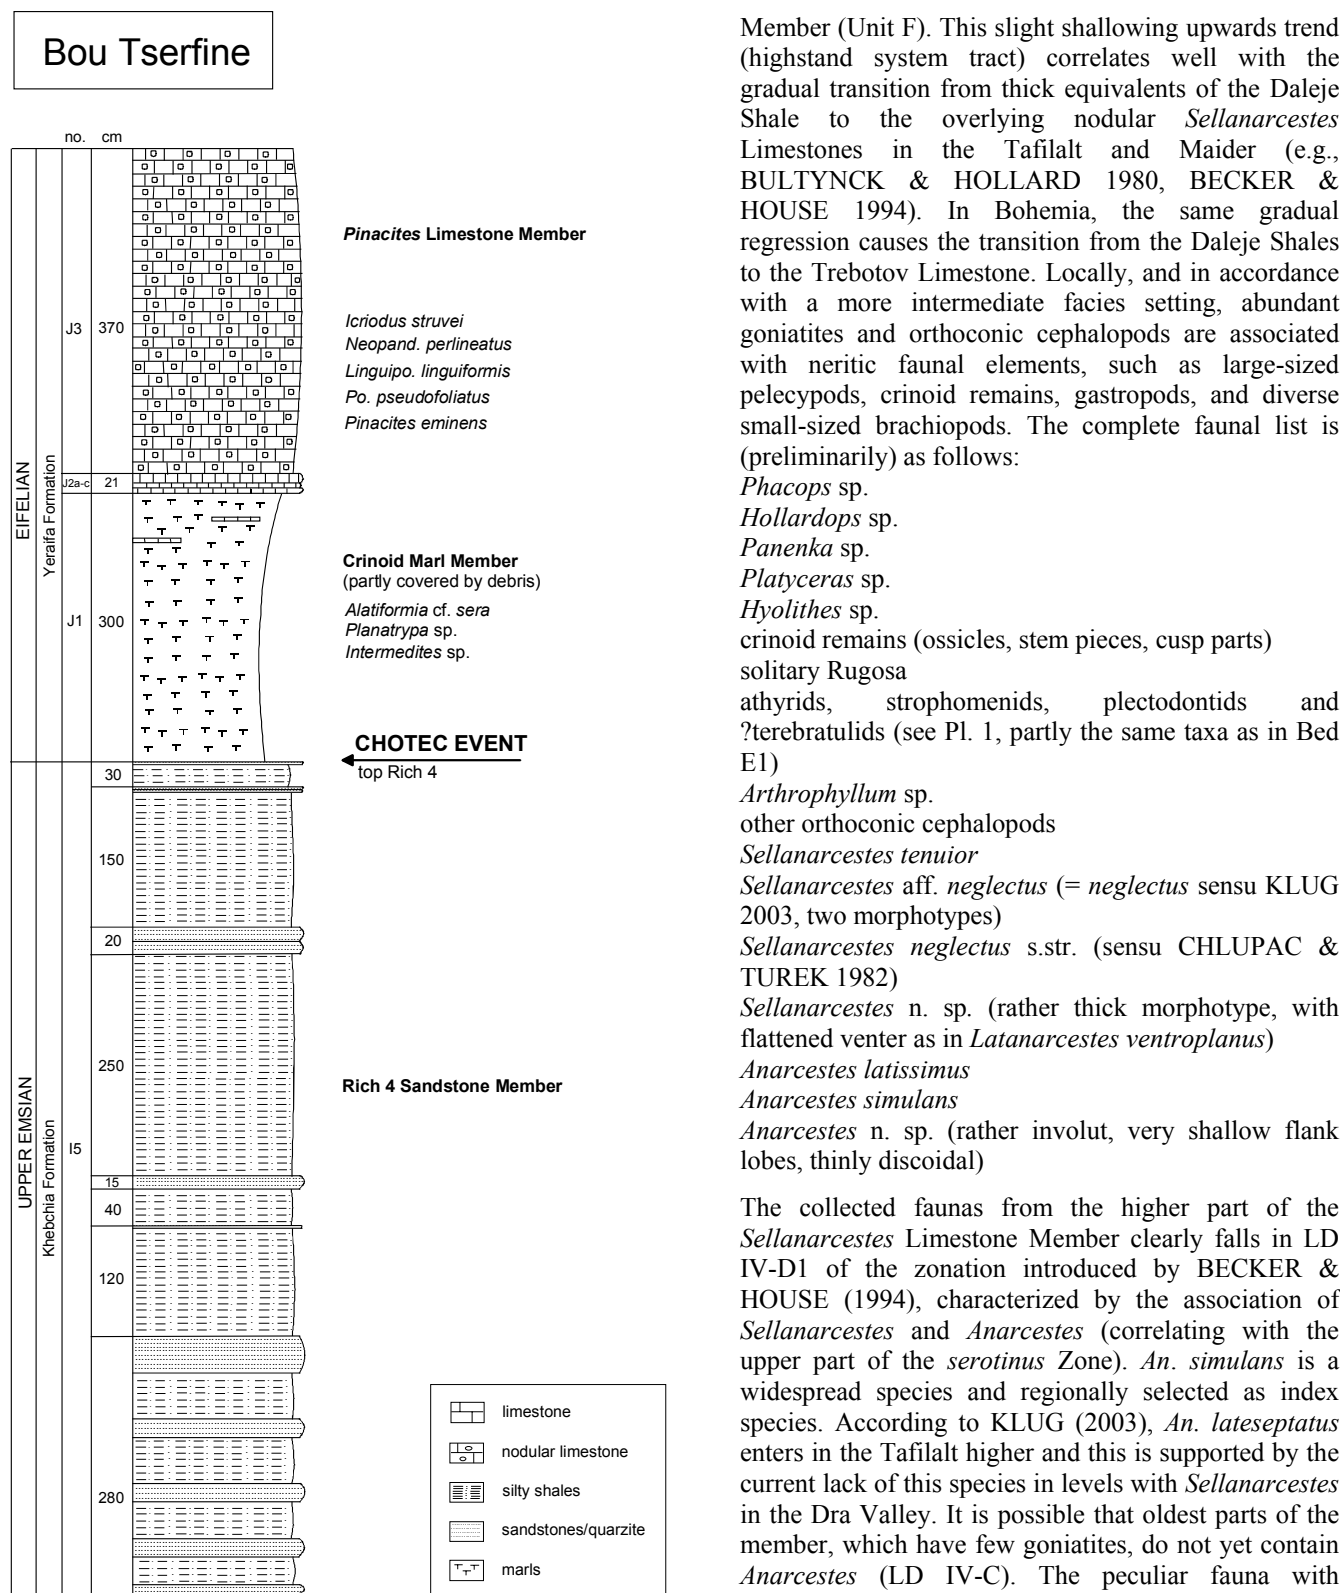 Bou Tserfine
no. cm
Pinacites Limestone Member
Icriodus struvei
J3 370
Neopand. perlineatus
Linguipo. linguiformis
Po. pseudofoliatus
Pinacites eminens
EIFELIAN
Yeraifa Formation
J2a-c 21
Crinoid Marl Member
(partly covered by debris)
Alatiformia cf. sera
J1 300
Planatrypa sp.
Intermedites sp.
CHOTEC EVENT
top Rich 4
30
150
20
250
Rich 4 Sandstone Member
UPPER EMSIAN
Khebchia Formation
I5
15
40
120
280
limestone
nodular limestone
silty shales
sandstones/quarzite
marls
Member (Unit F). This slight shallowing upwards trend
(highstand system tract) correlates well with the
gradual transition from thick equivalents of the Daleje
Shale to the overlying nodular Sellanarcestes
Limestones in the Tafilalt and Maider (e.g.,
BULTYNCK & HOLLARD 1980, BECKER &
HOUSE 1994). In Bohemia, the same gradual
regression causes the transition from the Daleje Shales
to the Trebotov Limestone. Locally, and in accordance
with a more intermediate facies setting, abundant
goniatites and orthoconic cephalopods are associated
with neritic faunal elements, such as large-sized
pelecypods, crinoid remains, gastropods, and diverse
small-sized brachiopods. The complete faunal list is
(preliminarily) as follows:
Phacops sp.
Hollardops sp.
Panenka sp.
Platyceras sp.
Hyolithes sp.
crinoid remains (ossicles, stem pieces, cusp parts)
solitary Rugosa
athyrids, strophomenids, plectodontids and
?terebratulids (see Pl. 1, partly the same taxa as in Bed
E1)
Arthrophyllum sp.
other orthoconic cephalopods
Sellanarcestes tenuior
Sellanarcestes aff. neglectus (= neglectus sensu KLUG
2003, two morphotypes)
Sellanarcestes neglectus s.str. (sensu CHLUPAC &
TUREK 1982)
Sellanarcestes n. sp. (rather thick morphotype, with
flattened venter as in Latanarcestes ventroplanus)
Anarcestes latissimus
Anarcestes simulans
Anarcestes n. sp. (rather involut, very shallow flank
lobes, thinly discoidal)
The collected faunas from the higher part of the
Sellanarcestes Limestone Member clearly falls in LD
IV-D1 of the zonation introduced by BECKER &
HOUSE (1994), characterized by the association of
Sellanarcestes and Anarcestes (correlating with the
upper part of the serotinus Zone). An. simulans is a
widespread species and regionally selected as index
species. According to KLUG (2003), An. lateseptatus
enters in the Tafilalt higher and this is supported by the
current lack of this species in levels with Sellanarcestes
in the Dra Valley. It is possible that oldest parts of the
member, which have few goniatites, do not yet contain
Anarcestes (LD IV-C). The peculiar fauna with